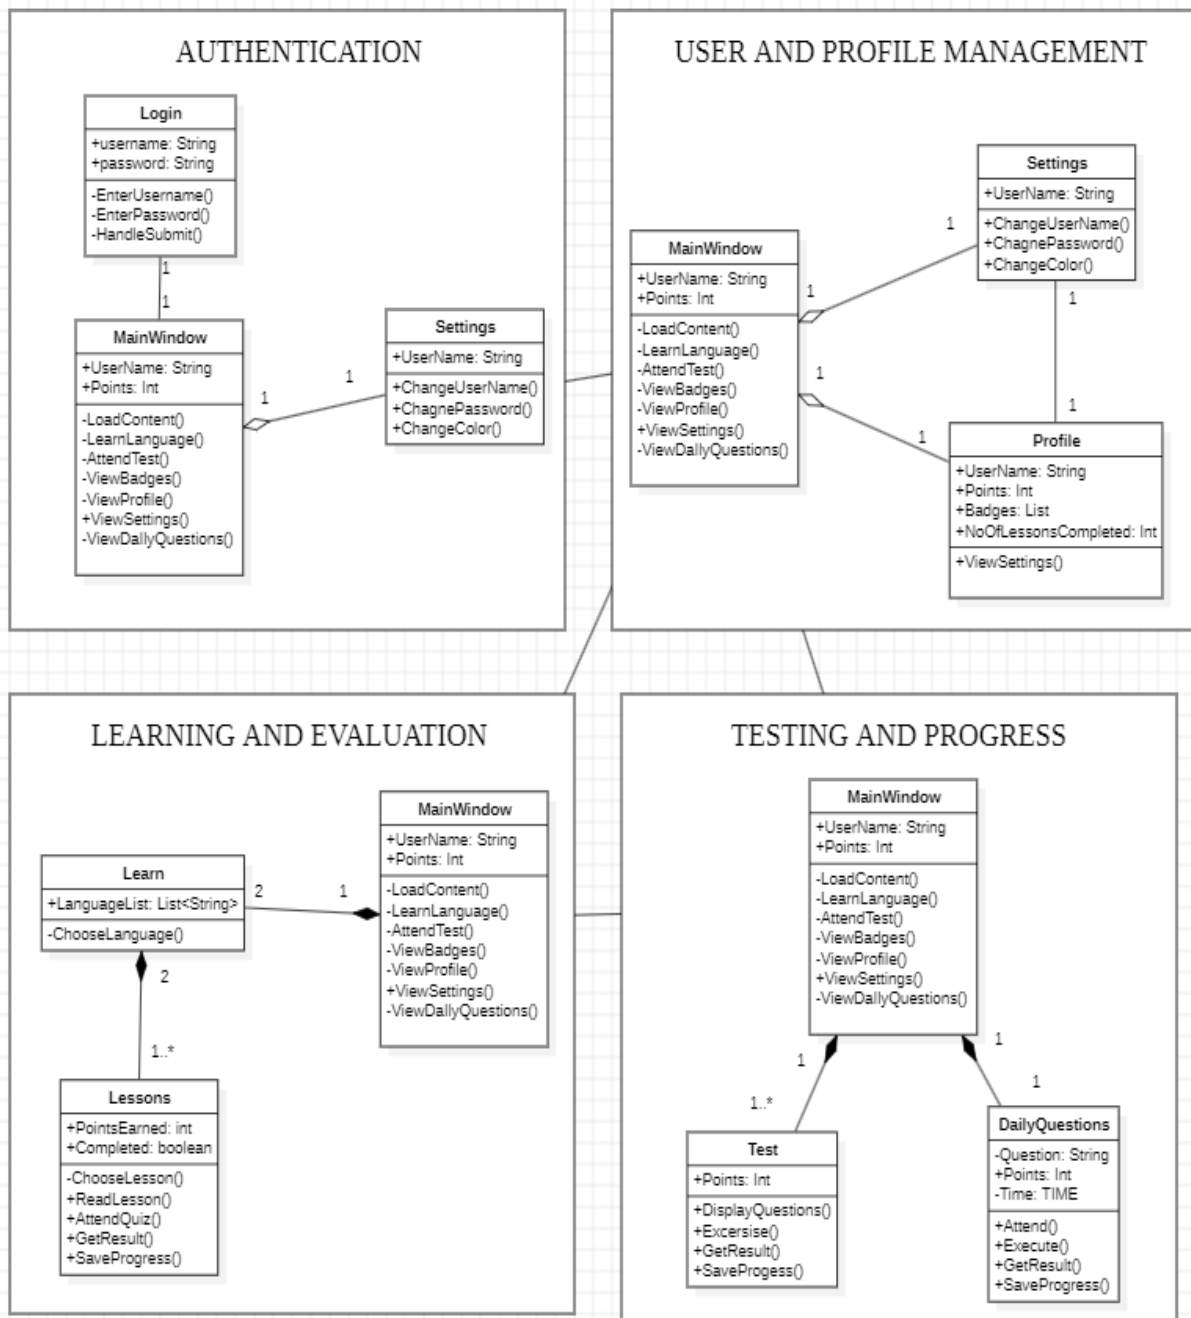 AUTHENTICATION
Login
+username: String
+password: String
-EnterUsername()
-EnterPassword()
-HandleSubmit()
1
1
MainWindow
+UserName: String
+Points: Int
-LoadContent()
-LearnLanguage()
-AttendTest()
-ViewBadges()
-ViewProfile()
+ViewSettings()
-ViewDallyQuestions()
1
1
Settings
+UserName: String
+ChangeUserName()
+ChagnePassword()
+ChangeColor()
USER AND PROFILE MANAGEMENT
MainWindow
+UserName: String
+Points: Int
-LoadContent()
-LearnLanguage()
-AttendTest()
-ViewBadges()
-ViewProfile()
+ViewSettings()
-ViewDallyQuestions()
1
1
1
1
Settings
+UserName: String
+ChangeUserName()
+ChagnePassword()
+ChangeColor()
1
1
Profile
+UserName: String
+Points: Int
+Badges: List
+NoOfLessonsCompleted: Int
+ViewSettings()
LEARNING AND EVALUATION
MainWindow
+UserName: String
+Points: Int
-LoadContent()
-LearnLanguage()
-AttendTest()
-ViewBadges()
-ViewProfile()
+ViewSettings()
-ViewDallyQuestions()
2
1
Learn
+LanguageList: List<String>
-ChooseLanguage()
2
1..*
Lessons
+PointsEarned: int
+Completed: boolean
-ChooseLesson()
+ReadLesson()
+AttendQuiz()
+GetResult()
+SaveProgress()
TESTING AND PROGRESS
MainWindow
+UserName: String
+Points: Int
-LoadContent()
-LearnLanguage()
-AttendTest()
-ViewBadges()
-ViewProfile()
+ViewSettings()
-ViewDallyQuestions()
1
1..*
1
1
Test
+Points: Int
+DisplayQuestions()
+Excersise()
+GetResult()
+SaveProgess()
DailyQuestions
-Question: String
+Points: Int
-Time: TIME
+Attend()
+Execute()
+GetResult()
+SaveProgress()